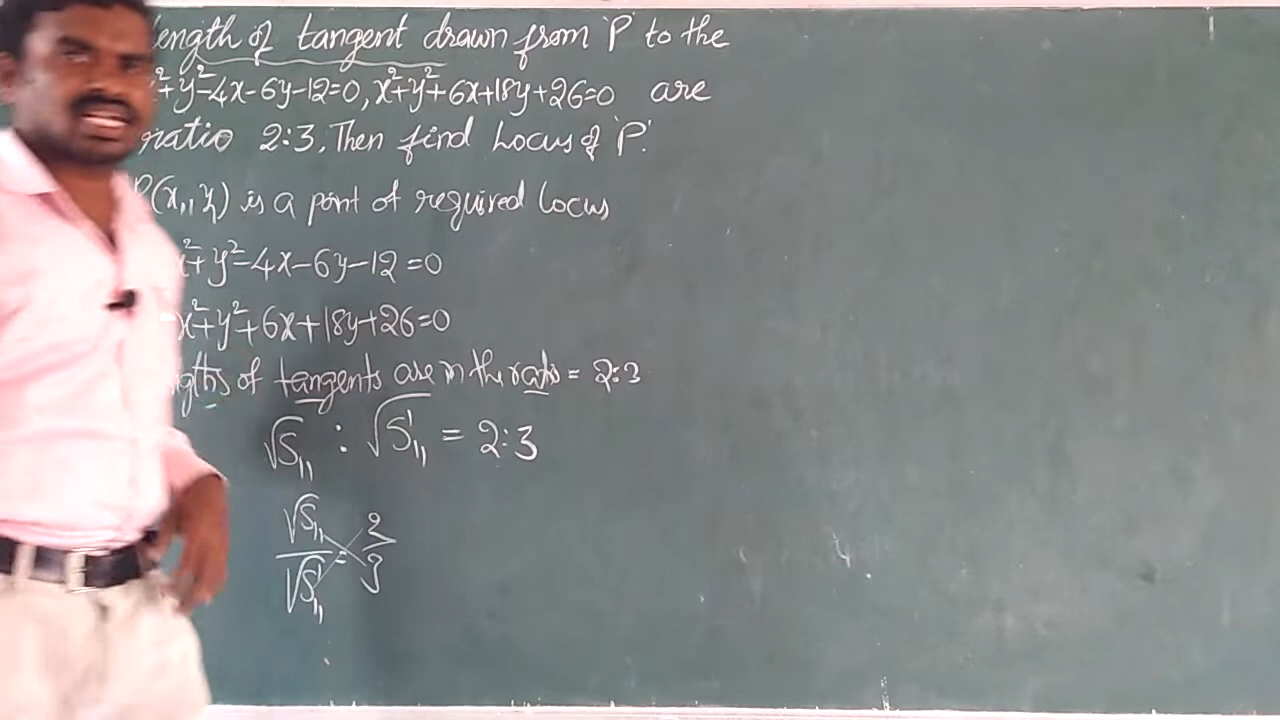 ength of tangent drawn from 'P' to the
²+y²-4x-6y-12=0, x²+y²+6x+18y+26=0 are
ratio 2:3. Then find Locus of 'P'.
P(x₁,y₁) is a point of required locus
x²+y²-4x-6y-12=0
x²+y²+6x+18y+26=0
gths of tangents are in the ratio = 2:3
√S₁₁ : √S'₁₁ = 2:3
√S₁₁/√S'₁₁ = 2/3